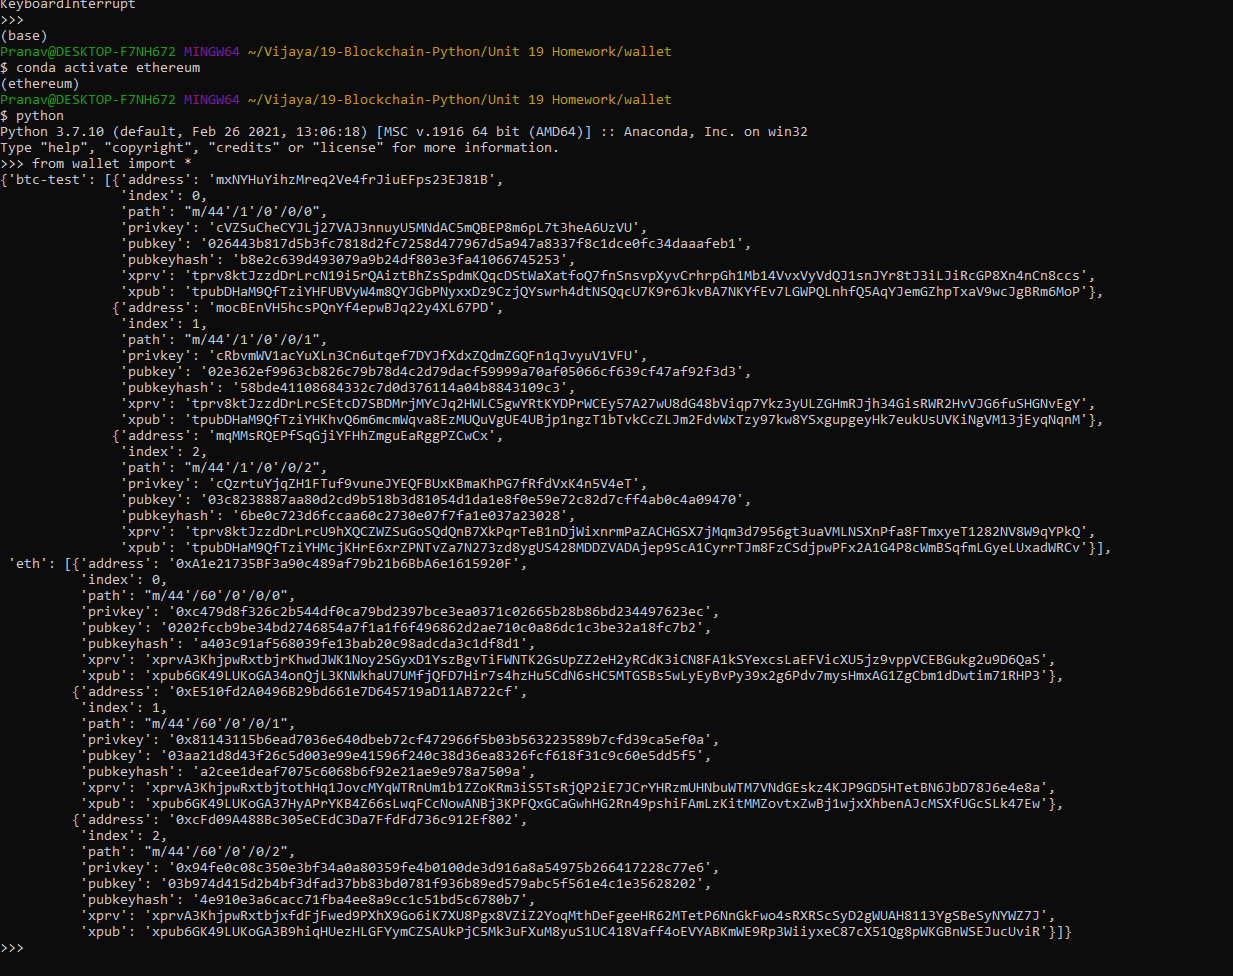 KeyboardInterrupt
>>>
(base)
Pranav@DESKTOP-F7NH672 MINGW64 ~/Vijaya/19-Blockchain-Python/Unit 19 Homework/wallet
$ conda activate ethereum
(ethereum)
Pranav@DESKTOP-F7NH672 MINGW64 ~/Vijaya/19-Blockchain-Python/Unit 19 Homework/wallet
$ python
Python 3.7.10 (default, Feb 26 2021, 13:06:18) [MSC v.1916 64 bit (AMD64)] :: Anaconda, Inc. on win32
Type "help", "copyright", "credits" or "license" for more information.
>>> from wallet import *
{'btc-test': [{'address': 'mxNYHuYihzMreq2Ve4frJiuEFps23EJ81B',
'index': 0,
'path': "m/44'/1'/0'/0/0",
'privkey': 'cVZSuCheCYJLj27VAJ3nnuyU5MNdAC5mQBEP8m6pL7t3heA6UzVU',
'pubkey': '026443b817d5b3fc7818d2fc7258d477967d5a947a8337f8c1dce0fc34daaafeb1',
'pubkeyhash': 'b8e2c639d493079a9b24df803e3fa41066745253',
'xprv': 'tprv8ktJzzdDrLrcN19i5rQAiztBhZsSpdmKQqcDStWaXatfoQ7fnSnsvpXyvCrhrpGh1Mb14VvxVyVdQJ1snJYr8tJ3iLJiRcGP8Xn4nCn8ccs',
'xpub': 'tpubDHaM9QfTziYHFUBVyW4m8QYJGbPNyxxDz9CzjQYswrh4dtNSQqcU7K9r6JkvBA7NKYfEv7LGWPQLnhfQ5AqYJemGZhpTxaV9wcJgBRm6MoP'},
{'address': 'mocBEnVH5hcsPQnYf4epwBJq22y4XL67PD',
'index': 1,
'path': "m/44'/1'/0'/0/1",
'privkey': 'cRbvmWV1acYuXLn3Cn6utqef7DYJfXdxZQdmZGQFn1qJvyuV1VFU',
'pubkey': '02e362ef9963cb826c79b78d4c2d79dacf59999a70af05066cf639cf47af92f3d3',
'pubkeyhash': '58bde41108684332c7d0d376114a04b8843109c3',
'xprv': 'tprv8ktJzzdDrLrcSEtcD7SBDMrjMYcJq2HWLC5gwYRtKYDPrWCEy57A27wU8dG48bViqp7Ykz3yULZGHmRJjh34GisRWR2HvVJG6fuSHGNvEgY',
'xpub': 'tpubDHaM9QfTziYHKhvQ6m6mcmWqva8EzMUQuVgUE4UBjp1ngzT1bTvkCcZLJm2FdvWxTzy97kw8YSxgupgeyHk7eukUsUVKiNgVM13jEyqNqnM'},
{'address': 'mqMMsRQEPfSqGjiYFHhZmguEaRggPZCwCx',
'index': 2,
'path': "m/44'/1'/0'/0/2",
'privkey': 'cQzrtuYjqZH1FTuf9vuneJYEQFBUxKBmaKhPG7fRfdVxK4n5V4eT',
'pubkey': '03c8238887aa80d2cd9b518b3d81054d1da1e8f0e59e72c82d7cff4ab0c4a09470',
'pubkeyhash': '6be0c723d6fccaa60c2730e07f7fa1e037a23028',
'xprv': 'tprv8ktJzzdDrLrcU9hXQCZWZSuGoSQdQnB7XkPqrTeB1nDjWixnrmPaZACHGSX7jMqm3d7956gt3uaVMLNSXnPfa8FTmxyeT1282NV8W9qYPkQ',
'xpub': 'tpubDHaM9QfTziYHMcjKHrE6xrZPNTvZa7N273zd8ygUS428MDDZVADAjep9ScA1CyrrTJm8FzCSdjpwPFx2A1G4P8cWmBSqfmLGyeLUxadWRCv'}],
'eth': [{'address': '0xA1e21735BF3a90c489af79b21b6BbA6e1615920F',
'index': 0,
'path': "m/44'/60'/0'/0/0",
'privkey': '0xc479d8f326c2b544df0ca79bd2397bce3ea0371c02665b28b86bd234497623ec',
'pubkey': '0202fccb9be34bd2746854a7f1a1f6f496862d2ae710c0a86dc1c3be32a18fc7b2',
'pubkeyhash': 'a403c91af568039fe13bab20c98adcda3c1df8d1',
'xprv': 'xprvA3KhjpwRxtbjrKhwdJWK1Noy2SGyxD1YszBgvTiFWNTK2GsUpZZ2eH2yRCdK3iCN8FA1kSYexcsLaEFVicXU5jz9vppVCEBGukg2u9D6QaS',
'xpub': 'xpub6GK49LUKoGA34onQjL3KNWkhaU7UMfjQFD7Hir7s4hzHu5CdN6sHC5MTGSBs5wLyEyBvPy39x2g6Pdv7mysHmxAG1ZgCbm1dDwtim71RHP3'},
{'address': '0xE510fd2A0496B29bd661e7D645719aD11AB722cf',
'index': 1,
'path': "m/44'/60'/0'/0/1",
'privkey': '0x81143115b6ead7036e640dbeb72cf472966f5b03b563223589b7cfd39ca5ef0a',
'pubkey': '03aa21d8d43f26c5d003e99e41596f240c38d36ea8326fcf618f31c9c60e5dd5f5',
'pubkeyhash': 'a2cee1deaf7075c6068b6f92e21ae9e978a7509a',
'xprv': 'xprvA3KhjpwRxtbjtothHq1JovcMYqWTRnUm1b1ZZoKRm3iS5TsRjQP2iE7JCrYHRzmUHNbuWTM7VNdGEskz4KJP9GD5HTetBN6JbD78J6e4e8a',
'xpub': 'xpub6GK49LUKoGA37HyAPrYKB4Z66sLwqFCcNowANBj3KPFQxGCaGwhHG2Rn49pshiFAmLzKitMMZovtxZwBj1wjxXhbenAJcMSXfUGcSLk47Ew'},
{'address': '0xcFd09A488Bc305eCEdC3Da7FfdFd736c912Ef802',
'index': 2,
'path': "m/44'/60'/0'/0/2",
'privkey': '0x94fe0c08c350e3bf34a0a80359fe4b0100de3d916a8a54975b266417228c77e6',
'pubkey': '03b974d415d2b4bf3dfad37bb83bd0781f936b89ed579abc5f561e4c1e35628202',
'pubkeyhash': '4e910e3a6cacc71fba4ee8a9cc1c51bd5c6780b7',
'xprv': 'xprvA3KhjpwRxtbjxfdFjFwed9PXhX9Go6iK7XU8Pgx8VZiZ2YoqMthDeFgeeHR62MTetP6NnGkFwo4sRXRScSyD2gWUAH8113YgSBeSyNYWZ7J',
'xpub': 'xpub6GK49LUKoGA3B9hiqHUezHLGFYymCZSAUkPjC5Mk3uFXuM8yuS1UC418Vaff4oEVYABKmWE9Rp3WiiyxeC87cX51Qg8pWKGBnWSEJucUviR'}]}
>>>